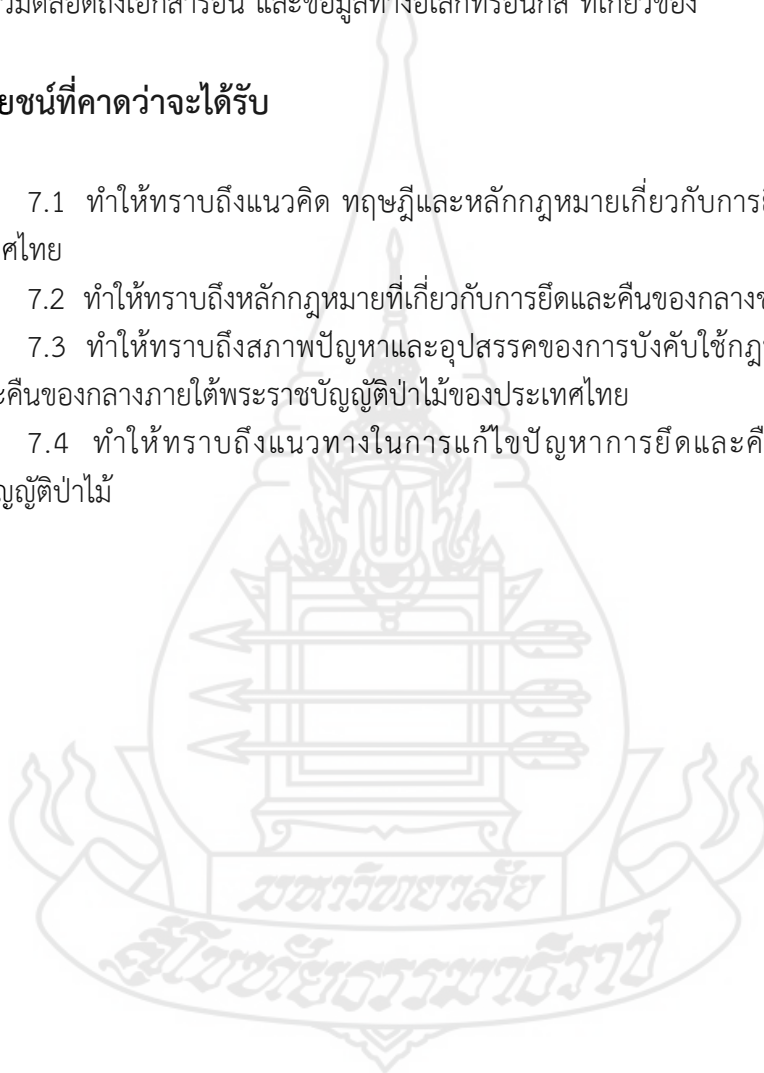 ยชน์ที่คาดว่าจะได้รับ
7.1 ทำให้ทราบถึงแนวคิด ทฤษฎีและหลักกฎหมายเกี่ยวกับการ
ศไทย
7.2 ทำให้ทราบถึงหลักกฎหมายที่เกี่ยวกับการยึดและคืนของกลาง
7.3 ทำให้ทราบถึงสภาพปัญหาและอุปสรรคของการบังคับใช้กฎ
ะคืนของกลางภายใต้พระราชบัญญัติป่าไม้ของประเทศไทย
7.4 ทำให้ทราบถึงแนวทางในการแก้ไขปัญหาการยึดและคื
ญญัติป่าไม้
มหาวิทยาลัย
สุโขทัยธรรมาธิราช